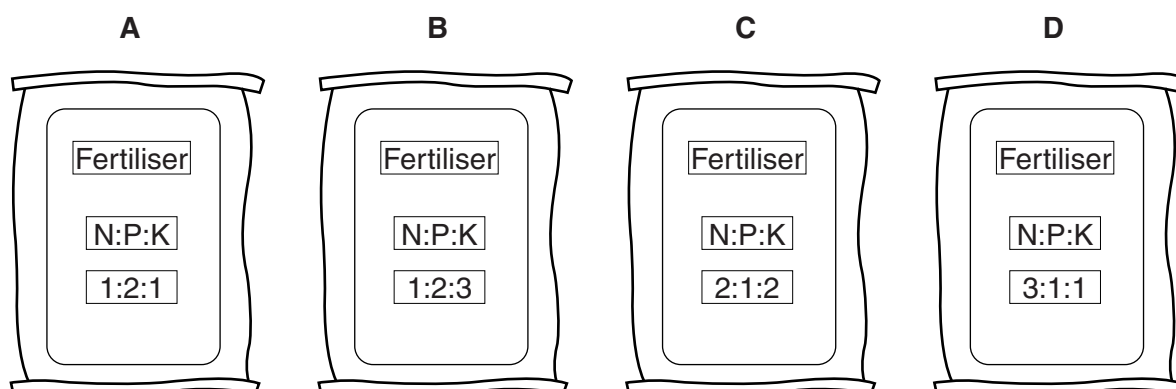 A B C D
Fertiliser Fertiliser Fertiliser Fertiliser
N:P:K N:P:K N:P:K N:P:K
1:2:1 1:2:3 2:1:2 3:1:1